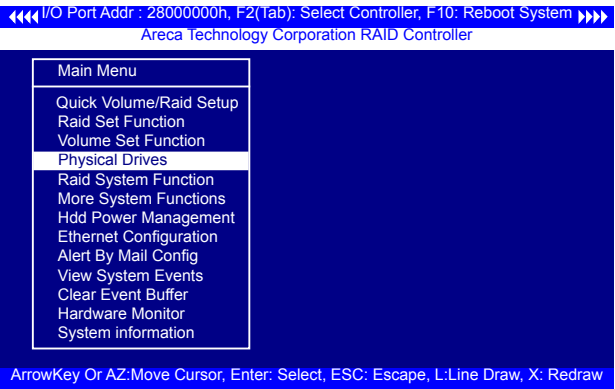 I/O Port Addr : 28000000h, F2(Tab): Select Controller, F10: Reboot System
Areca Technology Corporation RAID Controller
Main Menu
Quick Volume/Raid Setup
Raid Set Function
Volume Set Function
Physical Drives
Raid System Function
More System Functions
Hdd Power Management
Ethernet Configuration
Alert By Mail Config
View System Events
Clear Event Buffer
Hardware Monitor
System information
ArrowKey Or AZ:Move Cursor, Enter: Select, ESC: Escape, L:Line Draw, X: Redraw